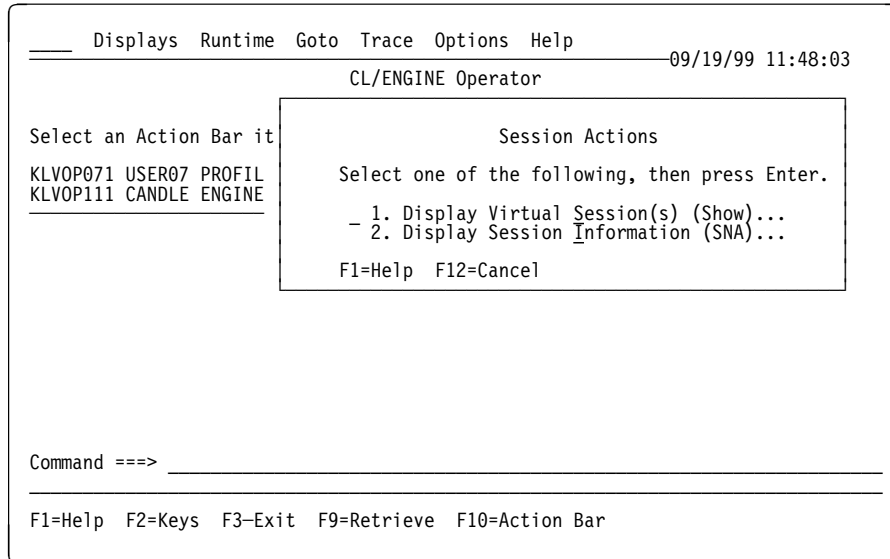 ____ Displays Runtime Goto Trace Options Help
09/19/99 11:48:03
CL/ENGINE Operator
Select an Action Bar it
KLVOP071 USER07 PROFIL
KLVOP111 CANDLE ENGINE
Session Actions
Select one of the following, then press Enter.
_ 1. Display Virtual Session(s) (Show)...
2. Display Session Information (SNA)...
F1=Help F12=Cancel
Command ===>
F1=Help F2=Keys F3—Exit F9=Retrieve F10=Action Bar